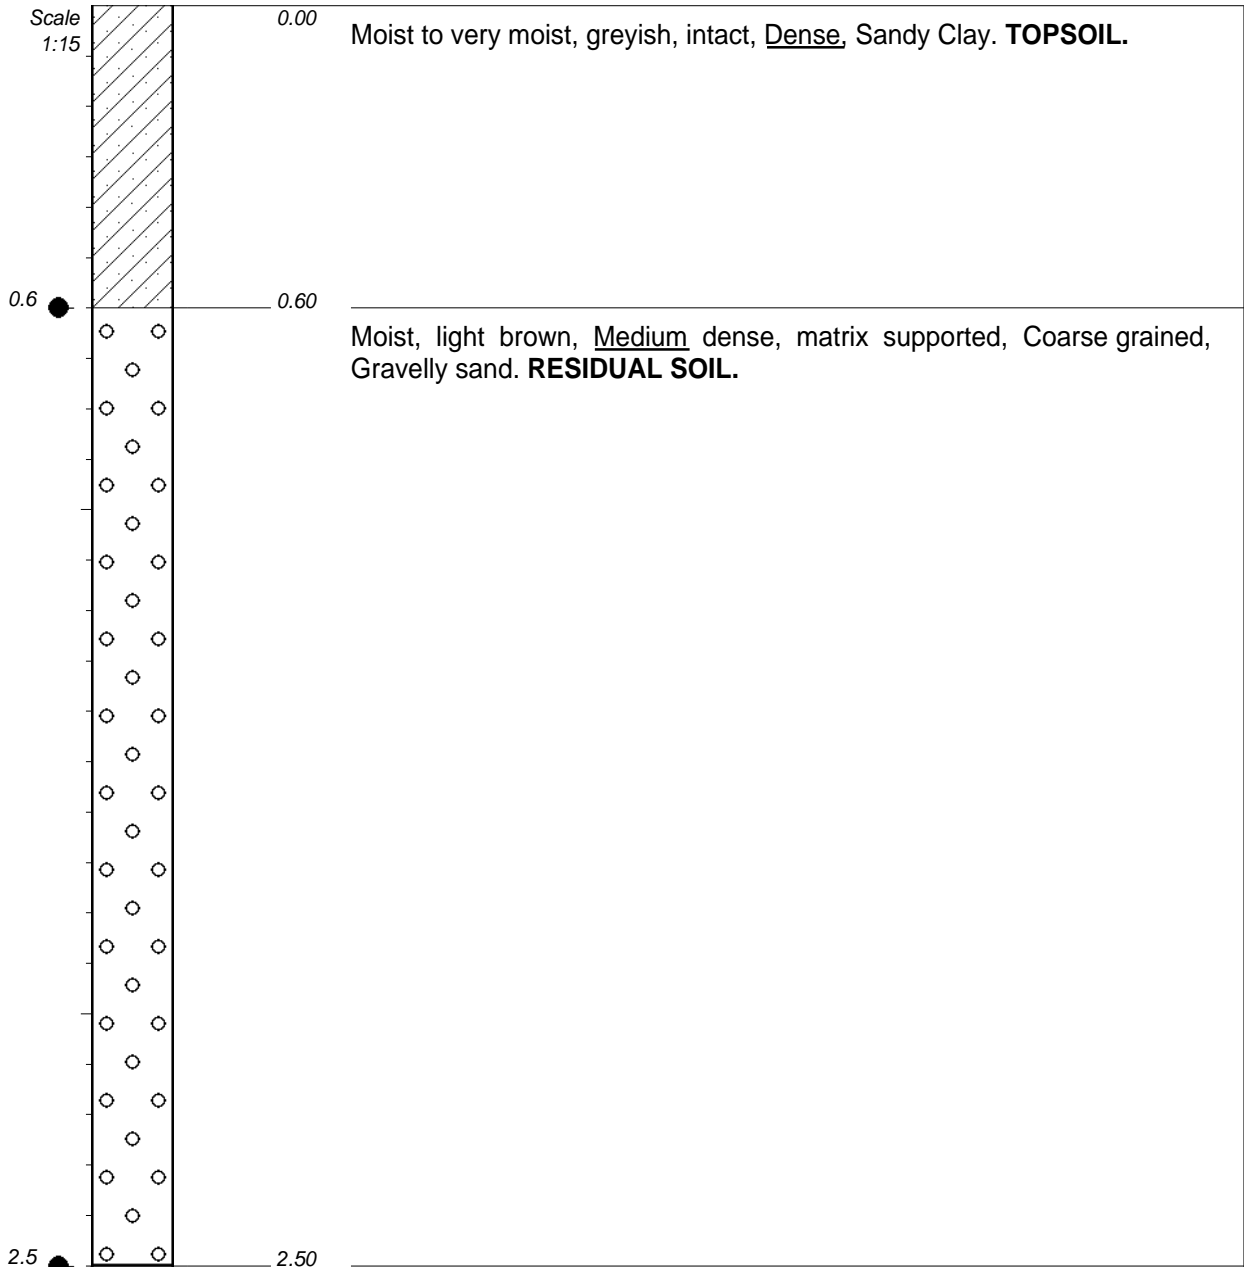 Scale
1:15
0.00
Moist to very moist, greyish, intact, Dense, Sandy Clay. TOPSOIL.
0.6
0.60
Moist, light brown, Medium dense, matrix supported, Coarse grained,
Gravelly sand. RESIDUAL SOIL.
2.5
2.50